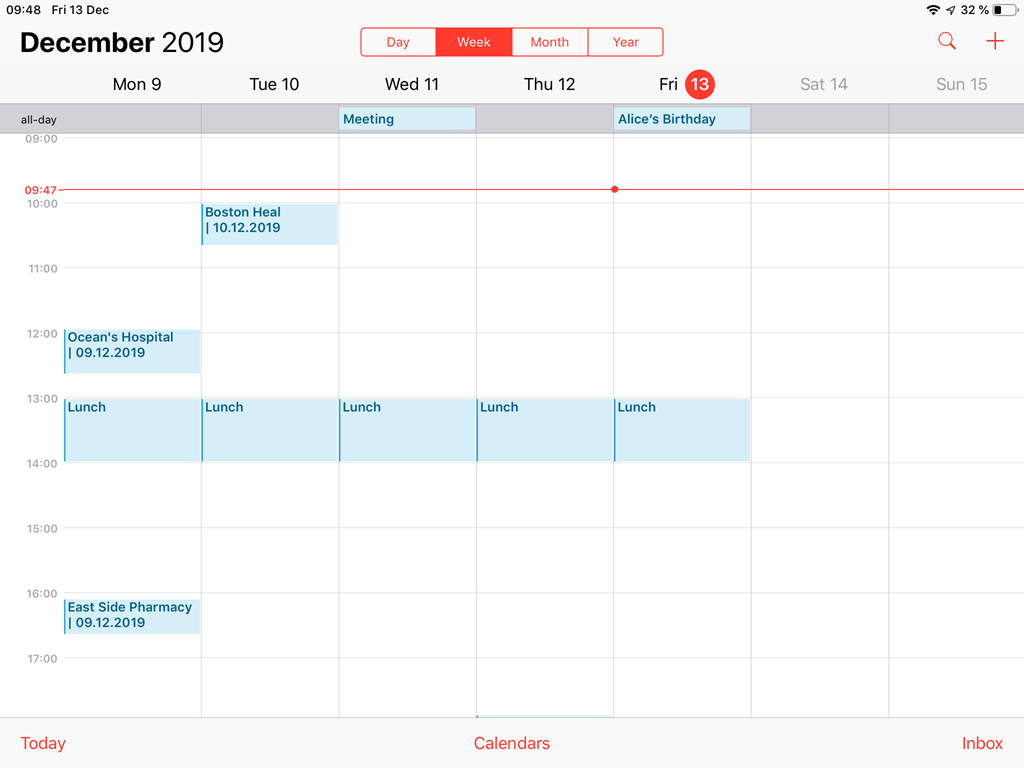 09:48 Fri 13 Dec 32 %
December 2019
Day Week Month Year
Mon 9 Tue 10 Wed 11 Thu 12 Fri 13 Sat 14 Sun 15
all-day Meeting Alice’s Birthday
09:00
09:47
10:00
Boston Heal
| 10.12.2019
11:00
12:00
Ocean's Hospital
| 09.12.2019
13:00
Lunch Lunch Lunch Lunch Lunch
14:00
15:00
16:00
East Side Pharmacy
| 09.12.2019
17:00
Today Calendars Inbox